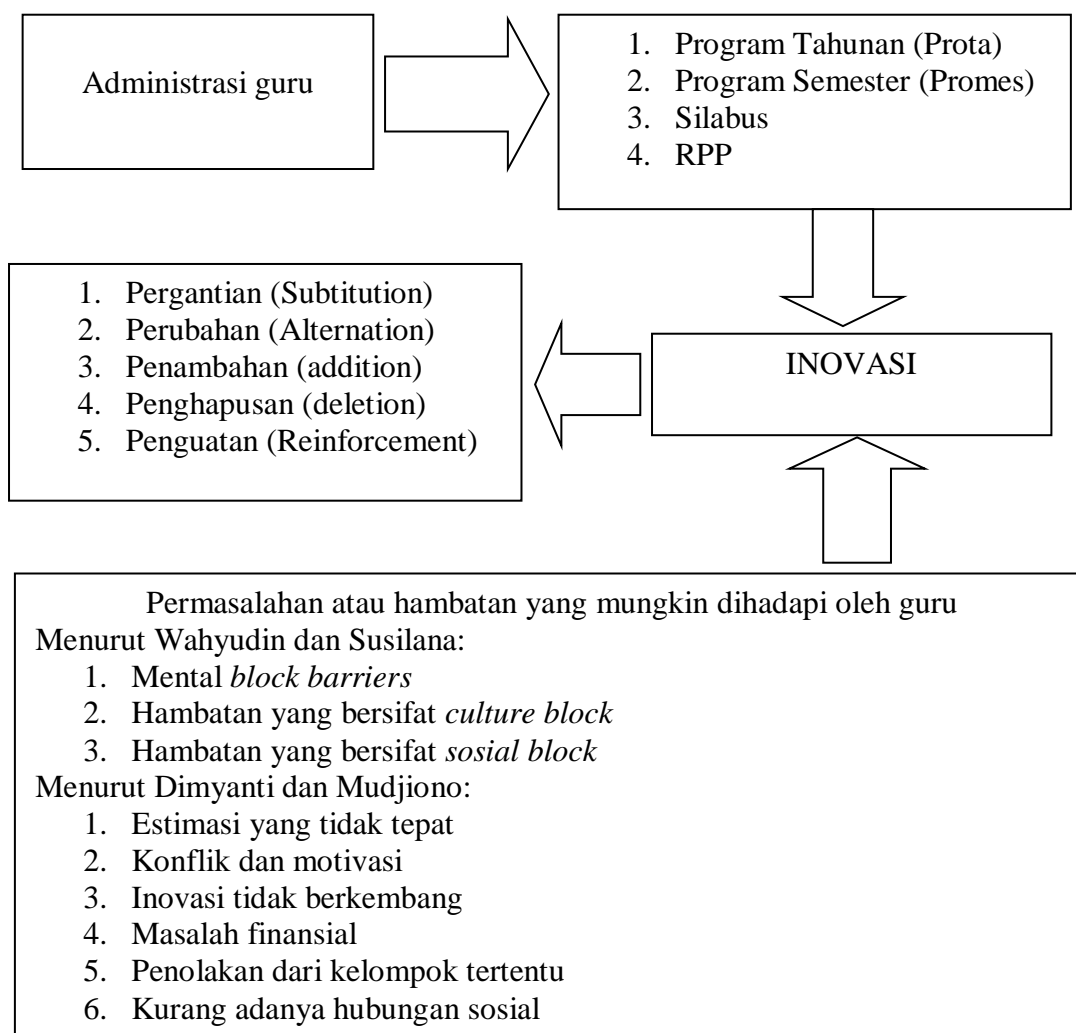 Administrasi guru
1. Program Tahunan (Prota)
2. Program Semester (Promes)
3. Silabus
4. RPP
1. Pergantian (Subtitution)
2. Perubahan (Alternation)
3. Penambahan (addition)
4. Penghapusan (deletion)
5. Penguatan (Reinforcement)
INOVASI
Permasalahan atau hambatan yang mungkin dihadapi oleh guru
Menurut Wahyudin dan Susilana:
1. Mental block barriers
2. Hambatan yang bersifat culture block
3. Hambatan yang bersifat sosial block
Menurut Dimyanti dan Mudjiono:
1. Estimasi yang tidak tepat
2. Konflik dan motivasi
3. Inovasi tidak berkembang
4. Masalah finansial
5. Penolakan dari kelompok tertentu
6. Kurang adanya hubungan sosial